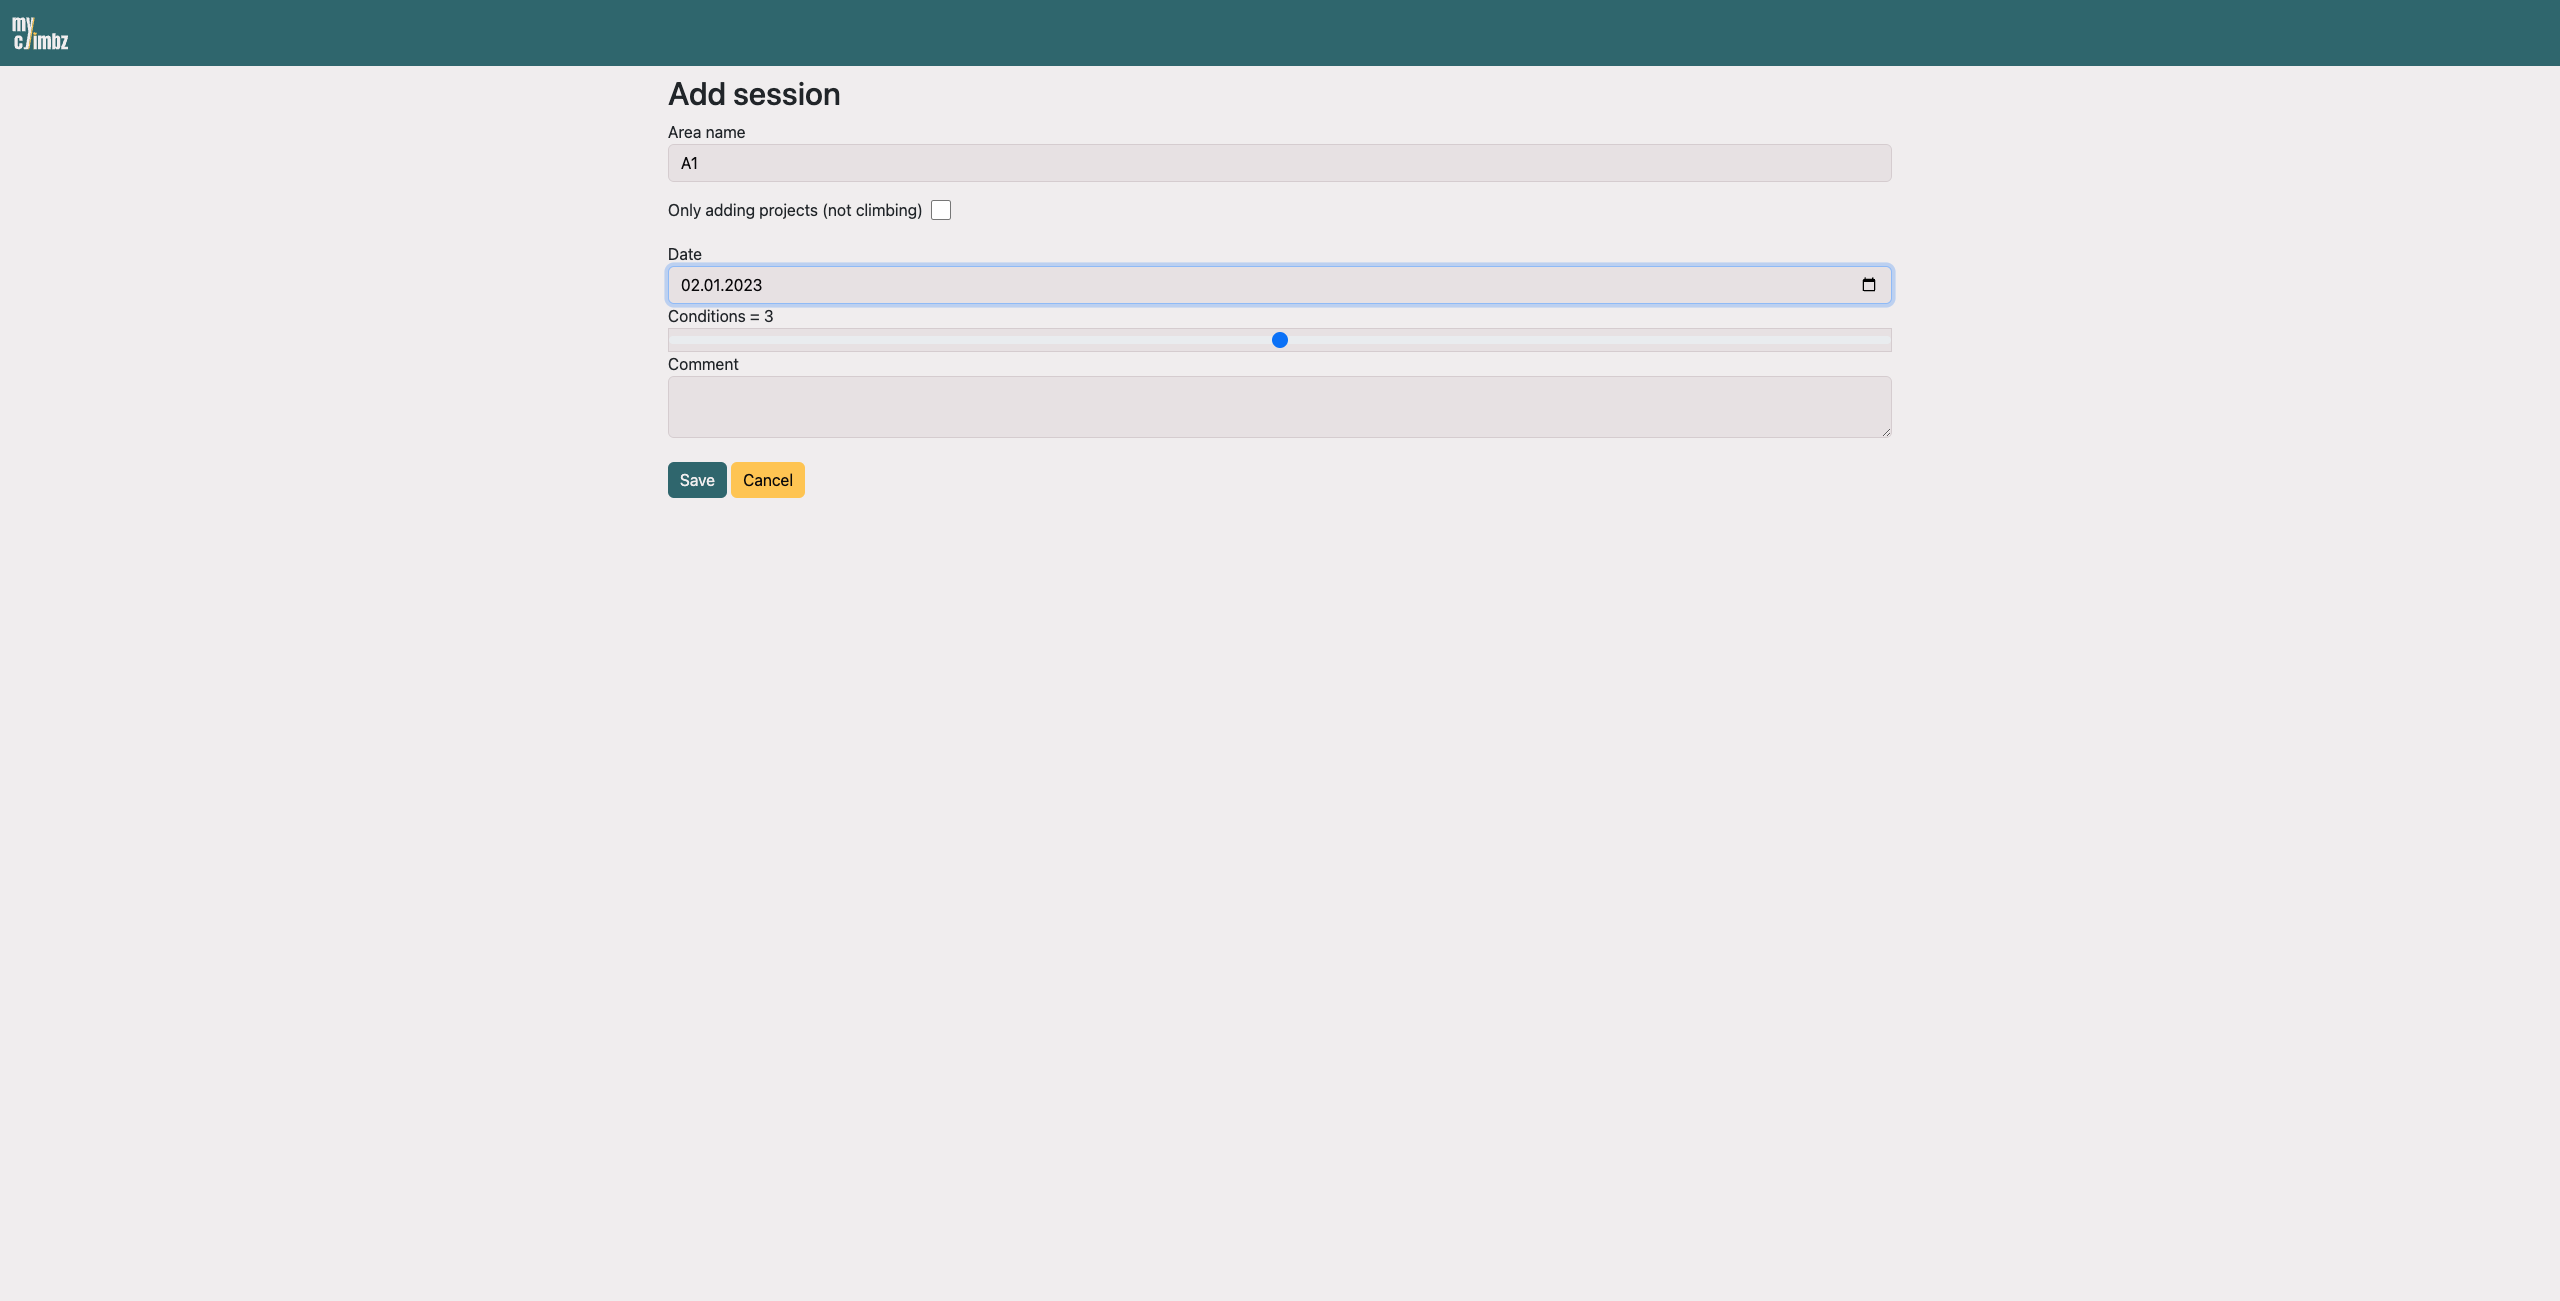 my
climbz
Add session
Area name
A1
Only adding projects (not climbing)
Date
02.01.2023
Conditions = 3
Comment
Save Cancel